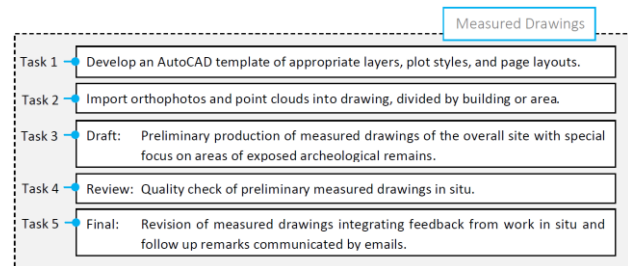 Measured Drawings
Task 1 Develop an AutoCAD template of appropriate layers, plot styles, and page layouts.
Task 2 Import orthophotos and point clouds into drawing, divided by building or area.
Task 3 Draft: Preliminary production of measured drawings of the overall site with special
focus on areas of exposed archeological remains.
Task 4 Review: Quality check of preliminary measured drawings in situ.
Task 5 Final: Revision of measured drawings integrating feedback from work in situ and
follow up remarks communicated by emails.